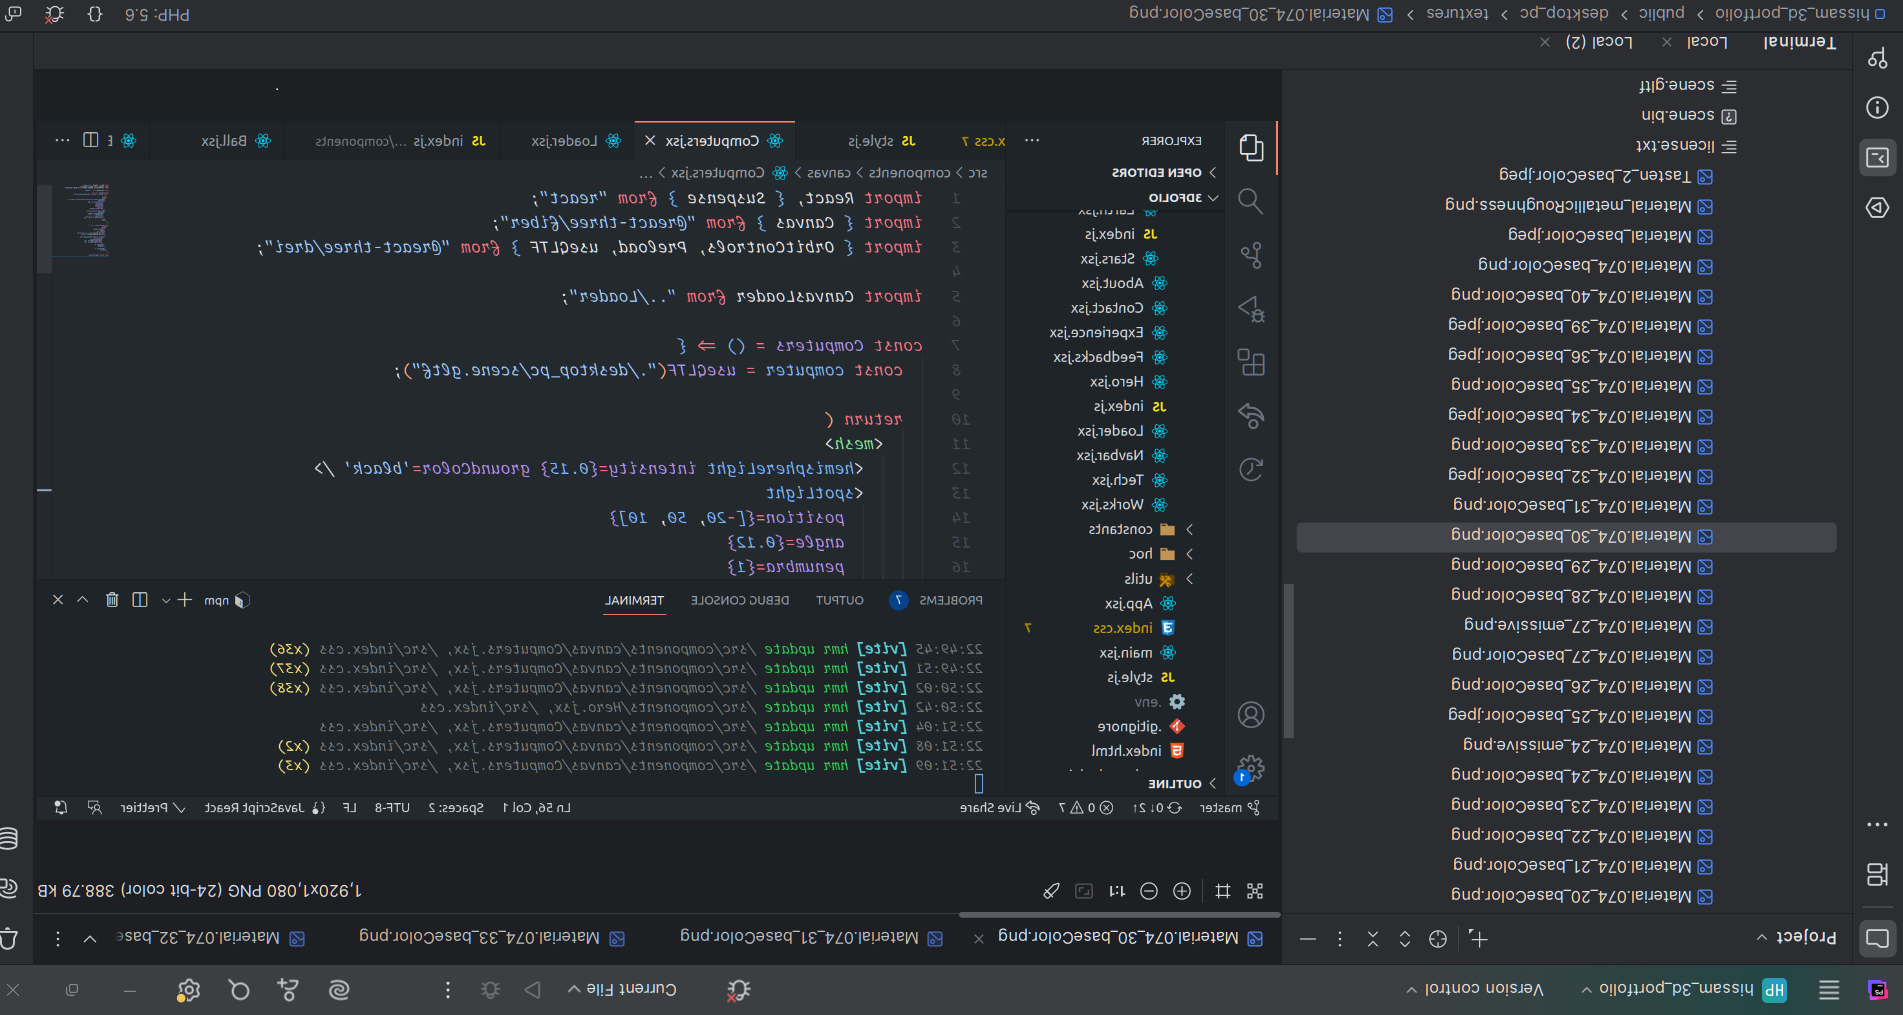 hissam_3d_portfolio
Version control
Current File
Project
Material.074_30_baseColor.png
Material.074_31_baseColor.png
Material.074_33_baseColor.png
Material.074_32_base
1,920x1,080 PNG (24-bit color) 388.79 kB
1:1
Material.074_20_baseColor.png
Material.074_21_baseColor.png
Material.074_22_baseColor.png
Material.074_23_baseColor.png
Material.074_24_baseColor.png
Material.074_24_emissive.png
Material.074_25_baseColor.jpeg
Material.074_26_baseColor.png
Material.074_27_baseColor.png
Material.074_27_emissive.png
Material.074_28_baseColor.png
Material.074_29_baseColor.png
Material.074_30_baseColor.png
Material.074_31_baseColor.png
Material.074_32_baseColor.jpeg
Material.074_33_baseColor.png
Material.074_34_baseColor.jpeg
Material.074_35_baseColor.png
Material.074_36_baseColor.jpeg
Material.074_39_baseColor.jpeg
Material.074_40_baseColor.png
Material.074_baseColor.png
Material_baseColor.jpeg
Material_metallicRoughness.png
Tasten_2_baseColor.jpeg
license.txt
scene.bin
scene.gltf
EXPLORER
OPEN EDITORS
3DFOLIO
Earth.jsx
index.js
Stars.jsx
About.jsx
Contact.jsx
Experience.jsx
Feedbacks.jsx
Hero.jsx
index.js
Loader.jsx
Navbar.jsx
Tech.jsx
Works.jsx
constants
hoc
utils
App.jsx
index.css 7
main.jsx
style.js
.env
.gitignore
index.html
OUTLINE
x.css 7
style.js
Computers.jsx
Loader.jsx
index.js .../components
Ball.jsx
src > components > canvas > Computers.jsx > ...
1 import React, { Suspense } from "react";
2 import { Canvas } from "@react-three/fiber";
3 import { OrbitControls, Preload, useGLTF } from "@react-three/drei";
4
5 import CanvasLoader from "../Loader";
6
7 const Computers = () => {
8 const computer = useGLTF("./desktop_pc/scene.gltf");
9
10 return (
11 <mesh>
12 <hemisphereLight intensity={0.15} groundColor='black' />
13 <spotLight
14 position={[-20, 50, 10]}
15 angle={0.12}
16 penumbra={1}
PROBLEMS 7
OUTPUT
DEBUG CONSOLE
TERMINAL
npm
22:49:45 [vite] hmr update /src/components/canvas/Computers.jsx, /src/index.css (x36)
22:49:51 [vite] hmr update /src/components/canvas/Computers.jsx, /src/index.css (x37)
22:50:02 [vite] hmr update /src/components/canvas/Computers.jsx, /src/index.css (x38)
22:50:42 [vite] hmr update /src/components/Hero.jsx, /src/index.css
22:51:04 [vite] hmr update /src/components/canvas/Computers.jsx, /src/index.css
22:51:08 [vite] hmr update /src/components/canvas/Computers.jsx, /src/index.css (x2)
22:51:09 [vite] hmr update /src/components/canvas/Computers.jsx, /src/index.css (x3)
master 0↓ 2↑ 0 7 Live Share
Ln 56, Col 1 Spaces: 2 UTF-8 LF JavaScript React Prettier
Terminal
Local
Local (2)
hissam_3d_portfolio > public > desktop_pc > textures > Material.074_30_baseColor.png
PHP: 5.6